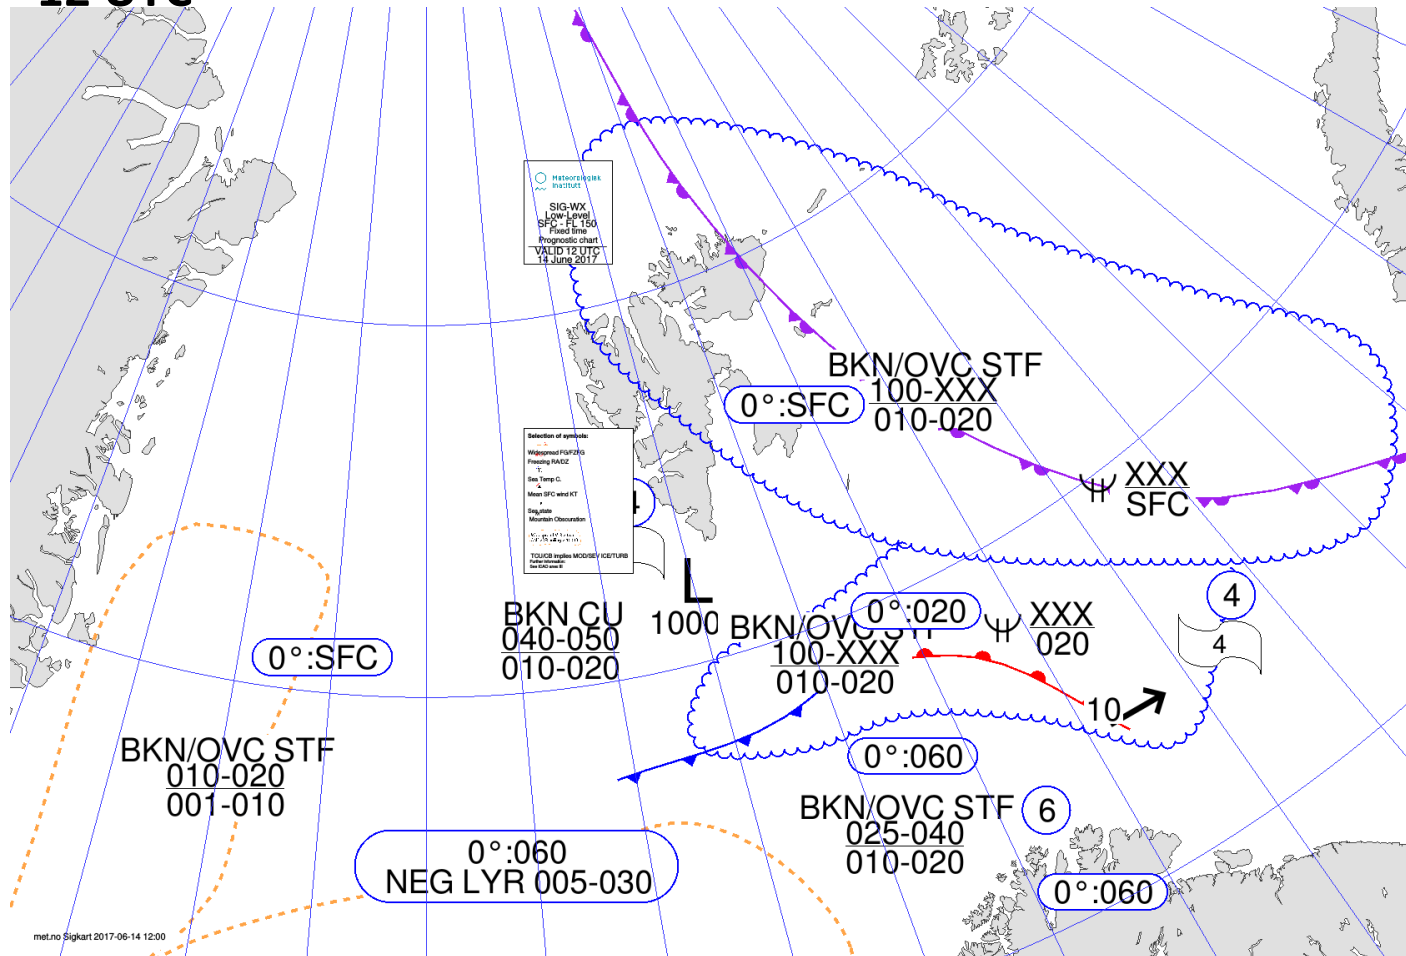 12 UTC
Meteorologisk
institutt
SIG-WX
Low-Level
SFC - FL 150
Fixed time
Prognostic chart
VALID 12 UTC
14 June 2017
BKN/OVC STF
100-XXX
010-020
0°:SFC
XXX
SFC
Selection of symbols:
Widespread FG/FZFG
Freezing RA/DZ
Sea Temp C.
Mean SFC wind KT
Sea state
Mountain Obscuration
TCU/CB implies MOD/SEV ICE/TURB
Further Information:
See ICAO annex III
4
L
1000
BKN CU
040-050
010-020
BKN/OVC STF
100-XXX
010-020
0°:020
XXX
020
4
4
0°:SFC
10
BKN/OVC STF
010-020
001-010
0°:060
BKN/OVC STF
025-040
010-020
6
0°:060
NEG LYR 005-030
0°:060
met.no Sigkart 2017-06-14 12:00